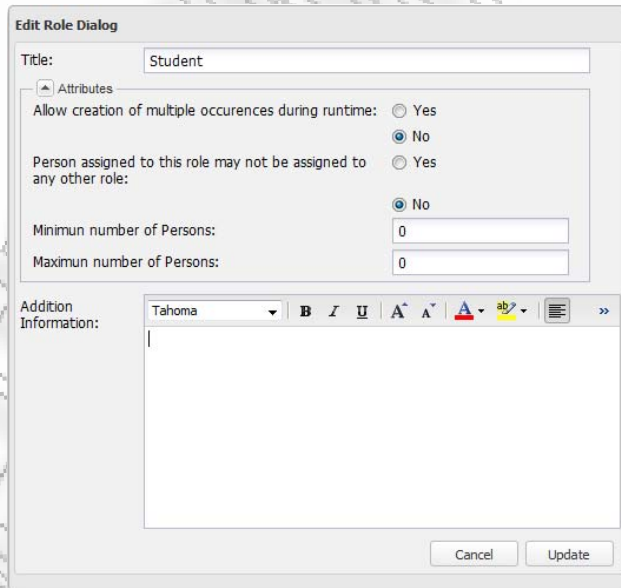 Edit Role Dialog
Title: Student
Attributes
Allow creation of multiple occurences during runtime: Yes
No
Person assigned to this role may not be assigned to Yes
any other role:
No
Minimun number of Persons: 0
Maximun number of Persons: 0
Addition
Information:
Tahoma B I U A A A ab »
Cancel Update